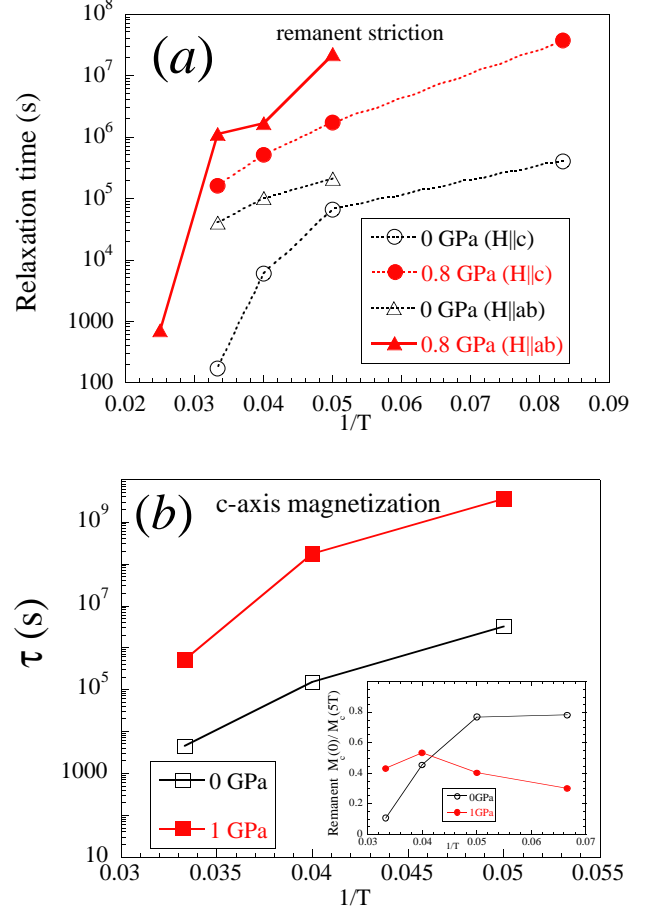 10^8
10^7
10^6
10^5
10^4
1000
100
Relaxation time (s)
(a)
remanent striction
0 GPa (H||c)
0.8 GPa (H||c)
0 GPa (H||ab)
0.8 GPa (H||ab)
0.02 0.03 0.04 0.05 0.06 0.07 0.08 0.09
1/T
(b)
c-axis magnetization
10^9
10^7
10^5
1000
10
τ (s)
0 GPa
1 GPa
0.8
0.6
0.4
0.2
0
Remanent M_c(0)/ M_c(5T)
0GPa
1GPa
0.03 0.04 0.05 0.06 0.07
1/T
0.03 0.035 0.04 0.045 0.05 0.055
1/T